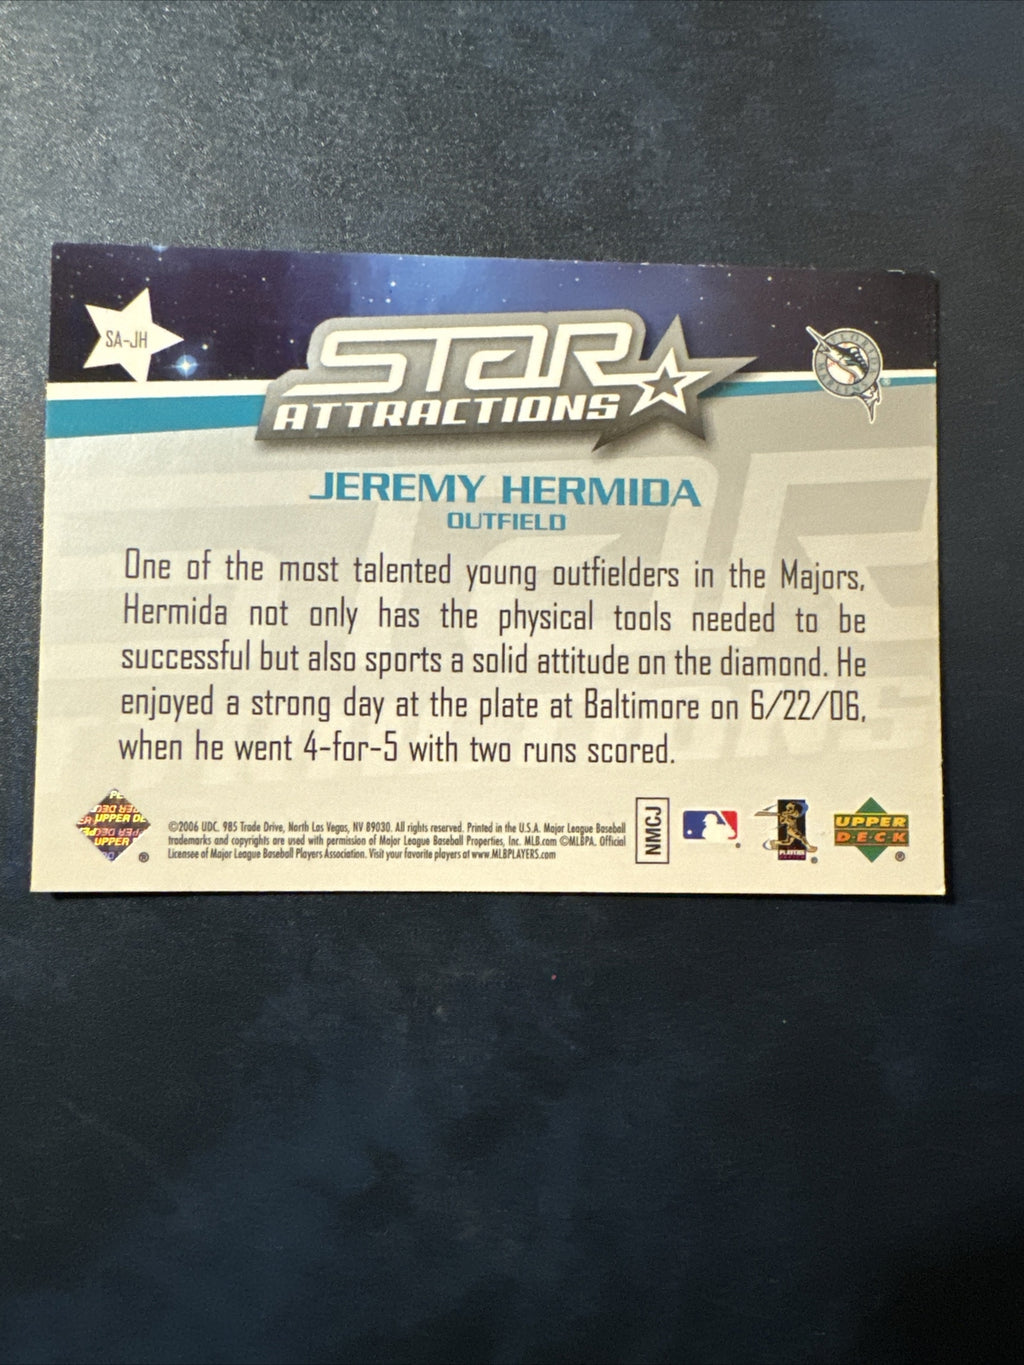 SA-JH
STAR
ATTRACTIONS
JEREMY HERMIDA
OUTFIELD
One of the most talented young outfielders in the Majors,
Hermida not only has the physical tools needed to be
successful but also sports a solid attitude on the diamond. He
enjoyed a strong day at the plate at Baltimore on 6/22/06,
when he went 4-for-5 with two runs scored.
©2006 UDC. 985 Trade Drive, North Las Vegas, NV 89030. All rights reserved. Printed in the U.S.A. Major League Baseball
trademarks and copyrights are used with permission of Major League Baseball Properties, Inc. MLB.com ©MLBPA. Official
Licensee of Major League Baseball Players Association. Visit your favorite players at www.MLBPLAYERS.com
NMCJ
PLAYERS
UPPER
DECK
UPPER DE
UPPER